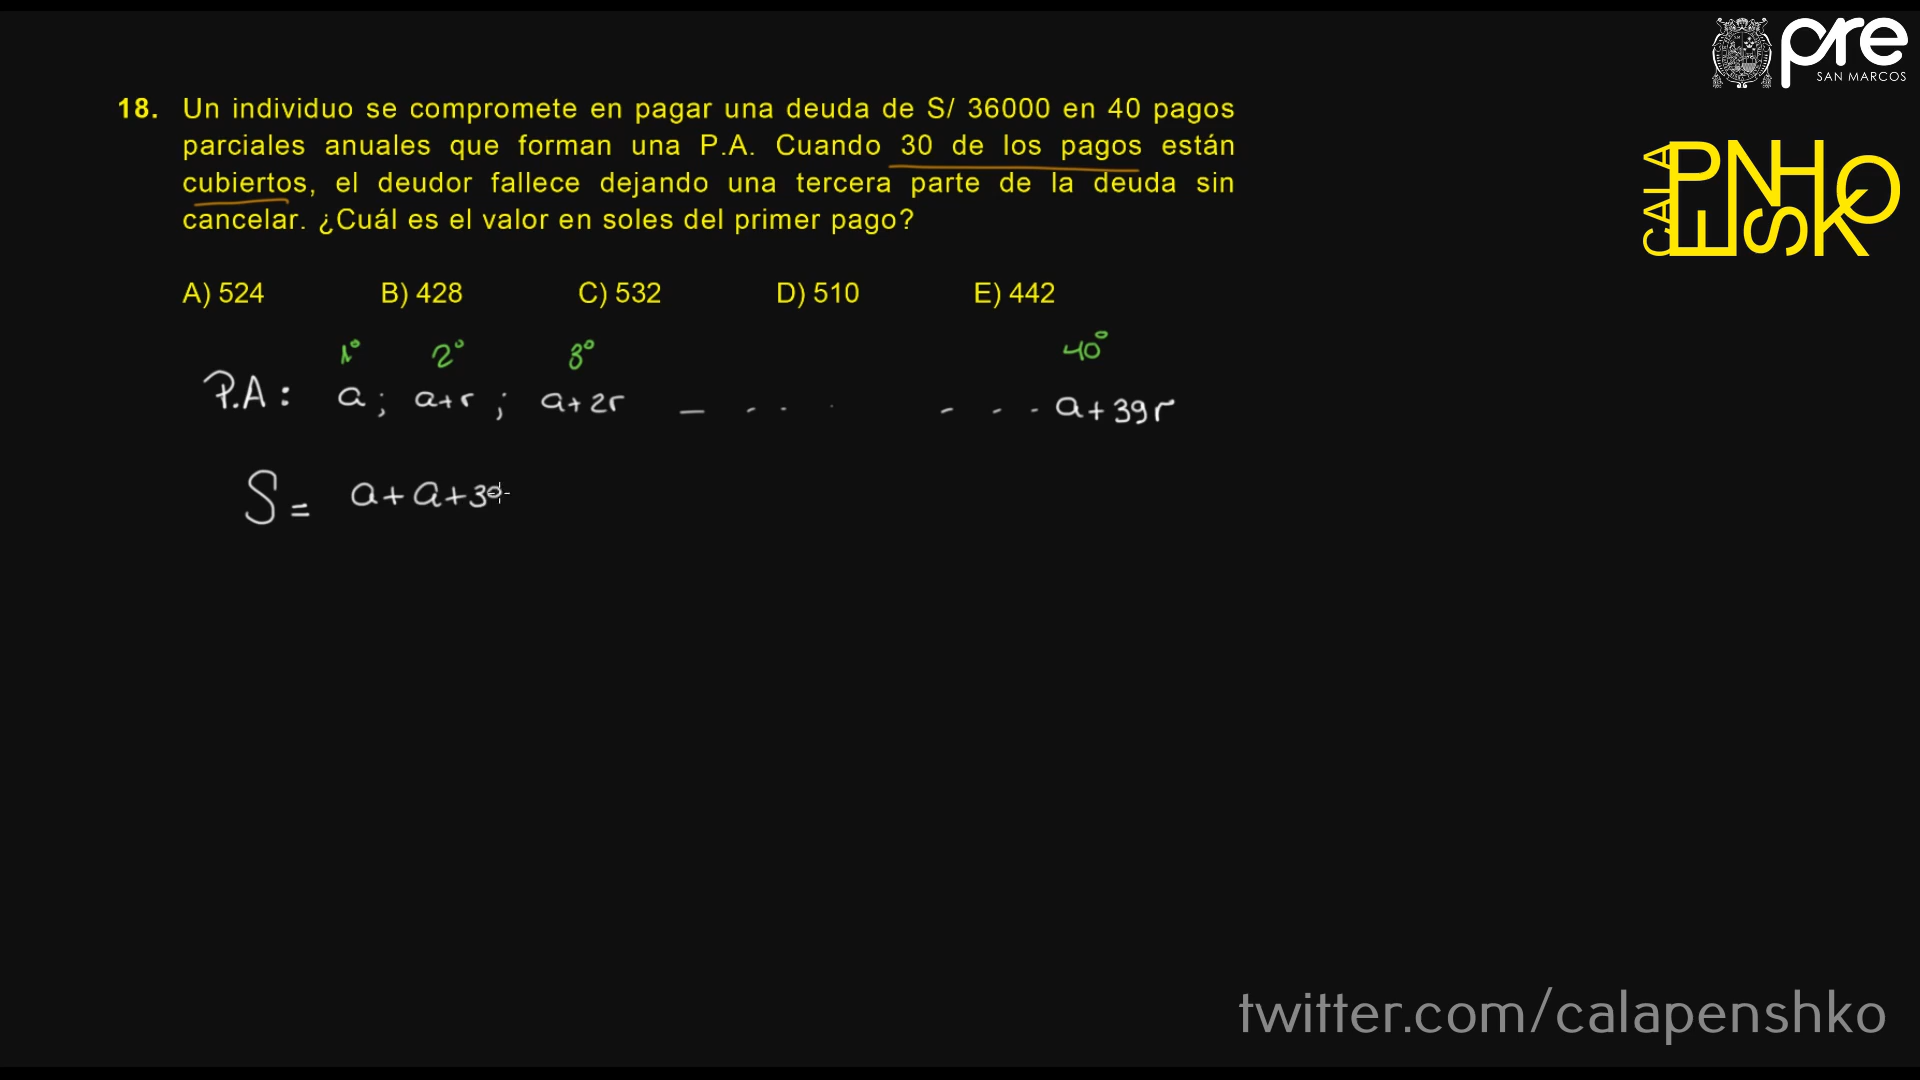 pre
SAN MARCOS
CALA
PENSHKO
18. Un individuo se compromete en pagar una deuda de S/ 36000 en 40 pagos
parciales anuales que forman una P.A. Cuando 30 de los pagos están
cubiertos, el deudor fallece dejando una tercera parte de la deuda sin
cancelar. ¿Cuál es el valor en soles del primer pago?
A) 524 B) 428 C) 532 D) 510 E) 442
1° 2° 3° 40°
P.A: a ; a+r ; a+2r _ . . . . - - - a+39r
S = a+a+39
twitter.com/calapenshko